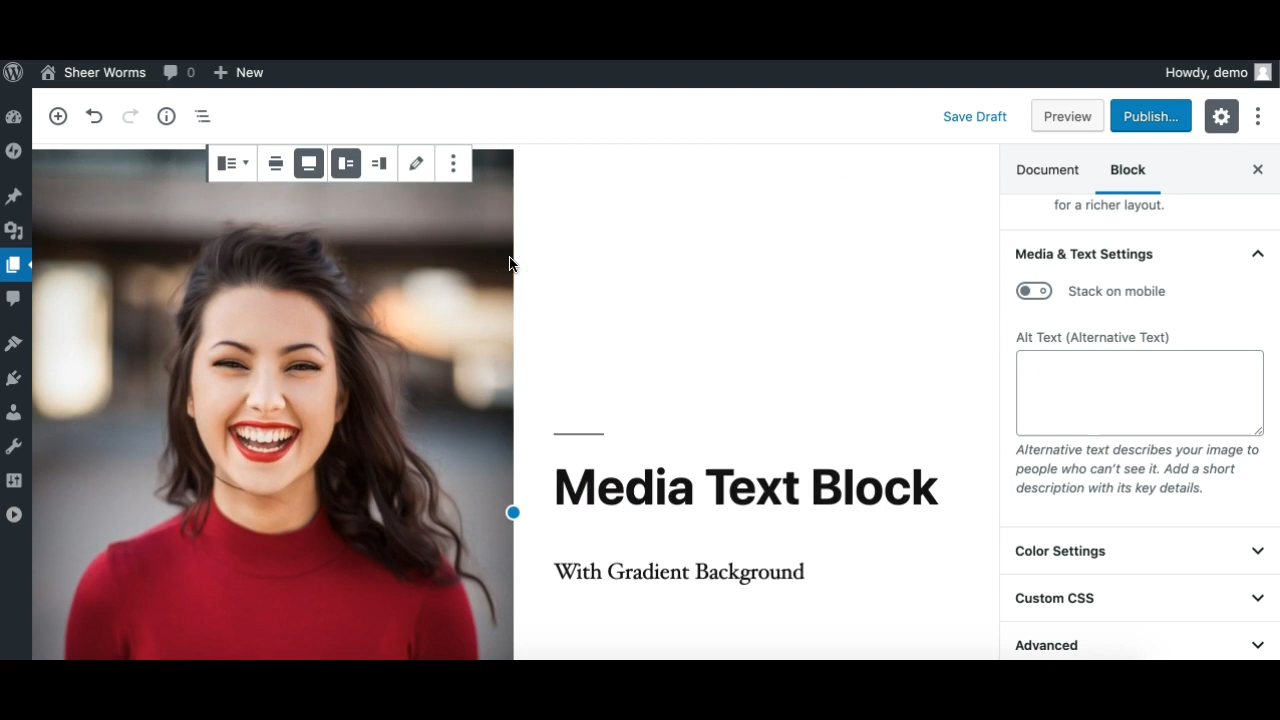 Sheer Worms 0 New Howdy, demo
Save Draft Preview Publish...
Document Block
for a richer layout.
Media & Text Settings
Stack on mobile
Alt Text (Alternative Text)
Alternative text describes your image to
people who can't see it. Add a short
description with its key details.
Color Settings
Custom CSS
Advanced
Media Text Block
With Gradient Background